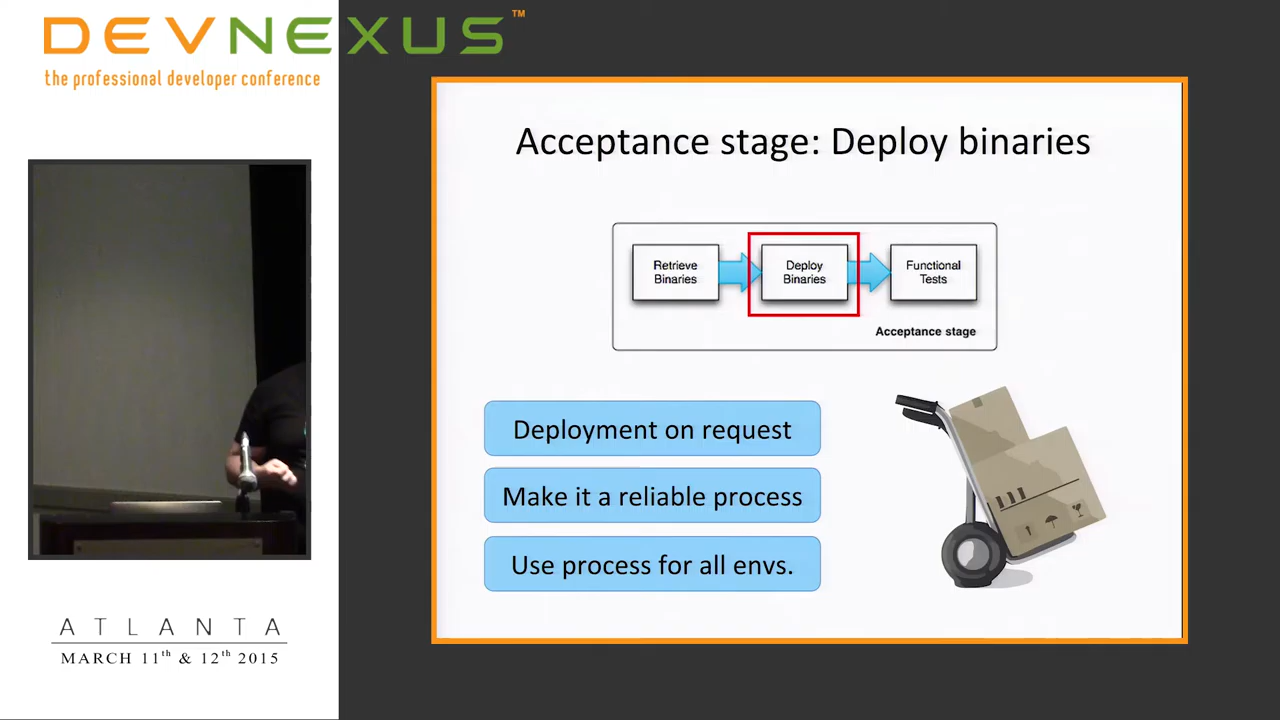 DEVNEXUS™
the professional developer conference
Acceptance stage: Deploy binaries
Retrieve
Binaries
Deploy
Binaries
Functional
Tests
Acceptance stage
Deployment on request
Make it a reliable process
Use process for all envs.
ATLANTA
MARCH 11th & 12th 2015